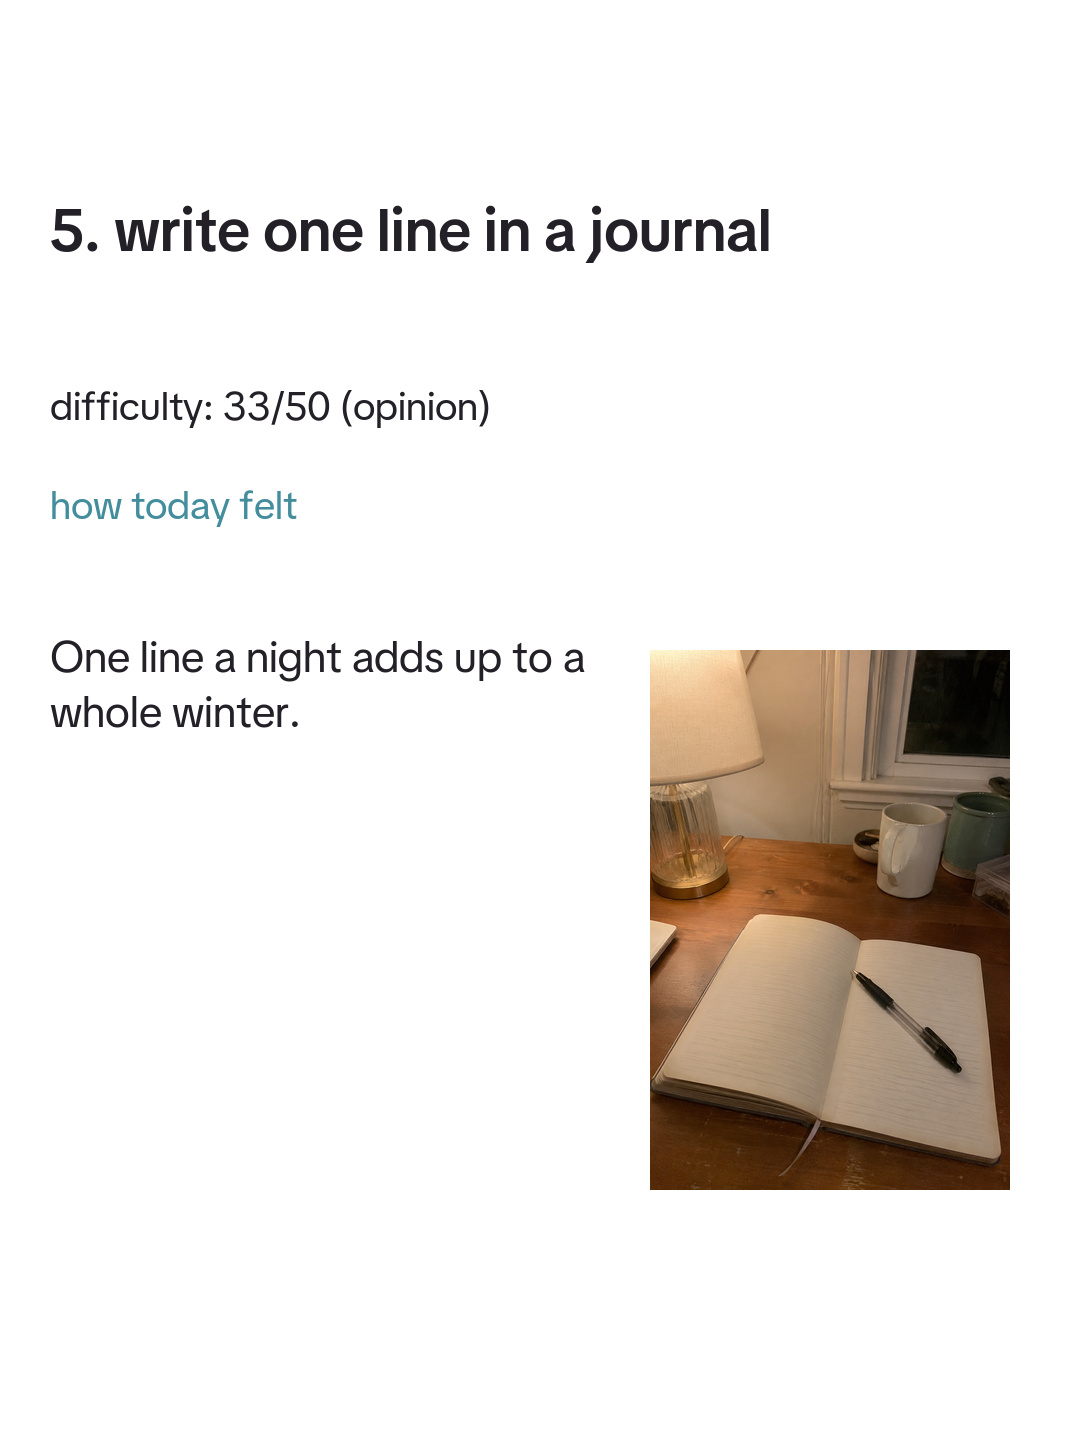 5. write one line in a journal
difficulty: 33/50 (opinion)
how today felt
One line a night adds up to a
whole winter.